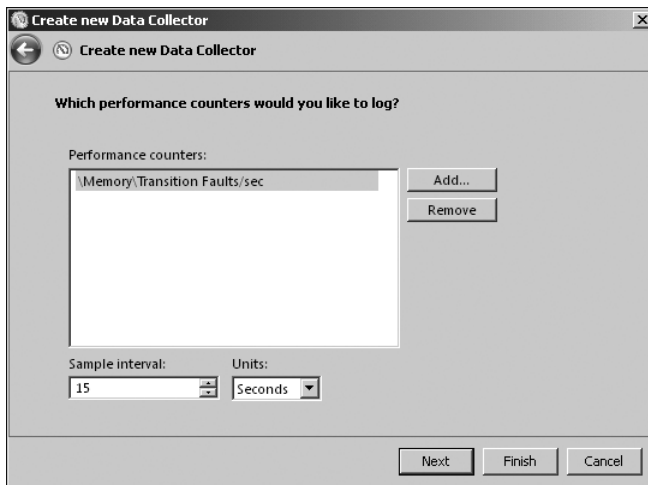 Create new Data Collector
Create new Data Collector
Which performance counters would you like to log?
Performance counters:
\Memory\Transition Faults/sec
Add...
Remove
Sample interval:
Units:
15
Seconds
Next
Finish
Cancel